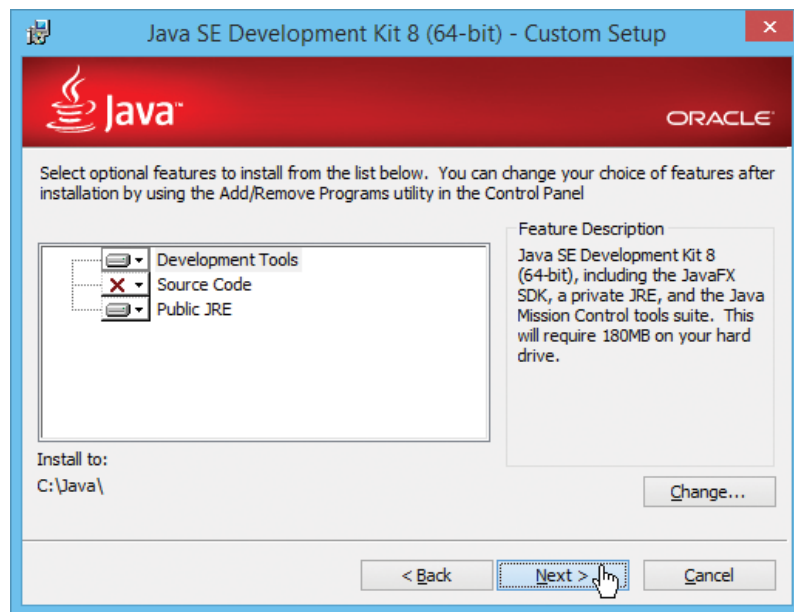 Java SE Development Kit 8 (64-bit) - Custom Setup
Java™
ORACLE
Select optional features to install from the list below. You can change your choice of features after
installation by using the Add/Remove Programs utility in the Control Panel
Development Tools
Source Code
Public JRE
Feature Description
Java SE Development Kit 8
(64-bit), including the JavaFX
SDK, a private JRE, and the Java
Mission Control tools suite. This
will require 180MB on your hard
drive.
Install to:
C:\Java\
Change...
< Back
Next >
Cancel